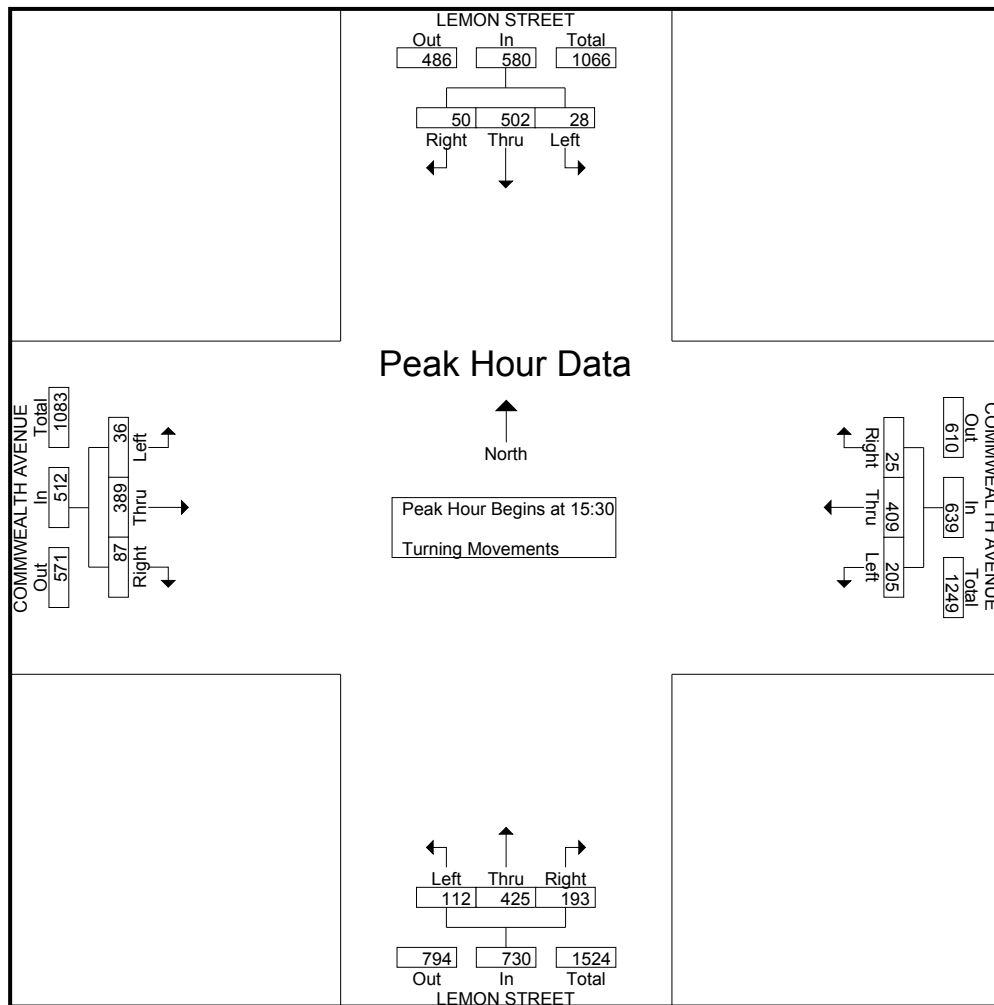 LEMON STREET
Out In Total
486 580 1066
50 502 28
Right Thru Left
Peak Hour Data
North
Peak Hour Begins at 15:30
Turning Movements
COMMWEALTH AVENUE
Total In Out
1083 512 571
36 389 87
Left Thru Right
COMMWEALTH AVENUE
Out In Total
610 639 1249
25 409 205
Right Thru Left
Left Thru Right
112 425 193
794 730 1524
Out In Total
LEMON STREET